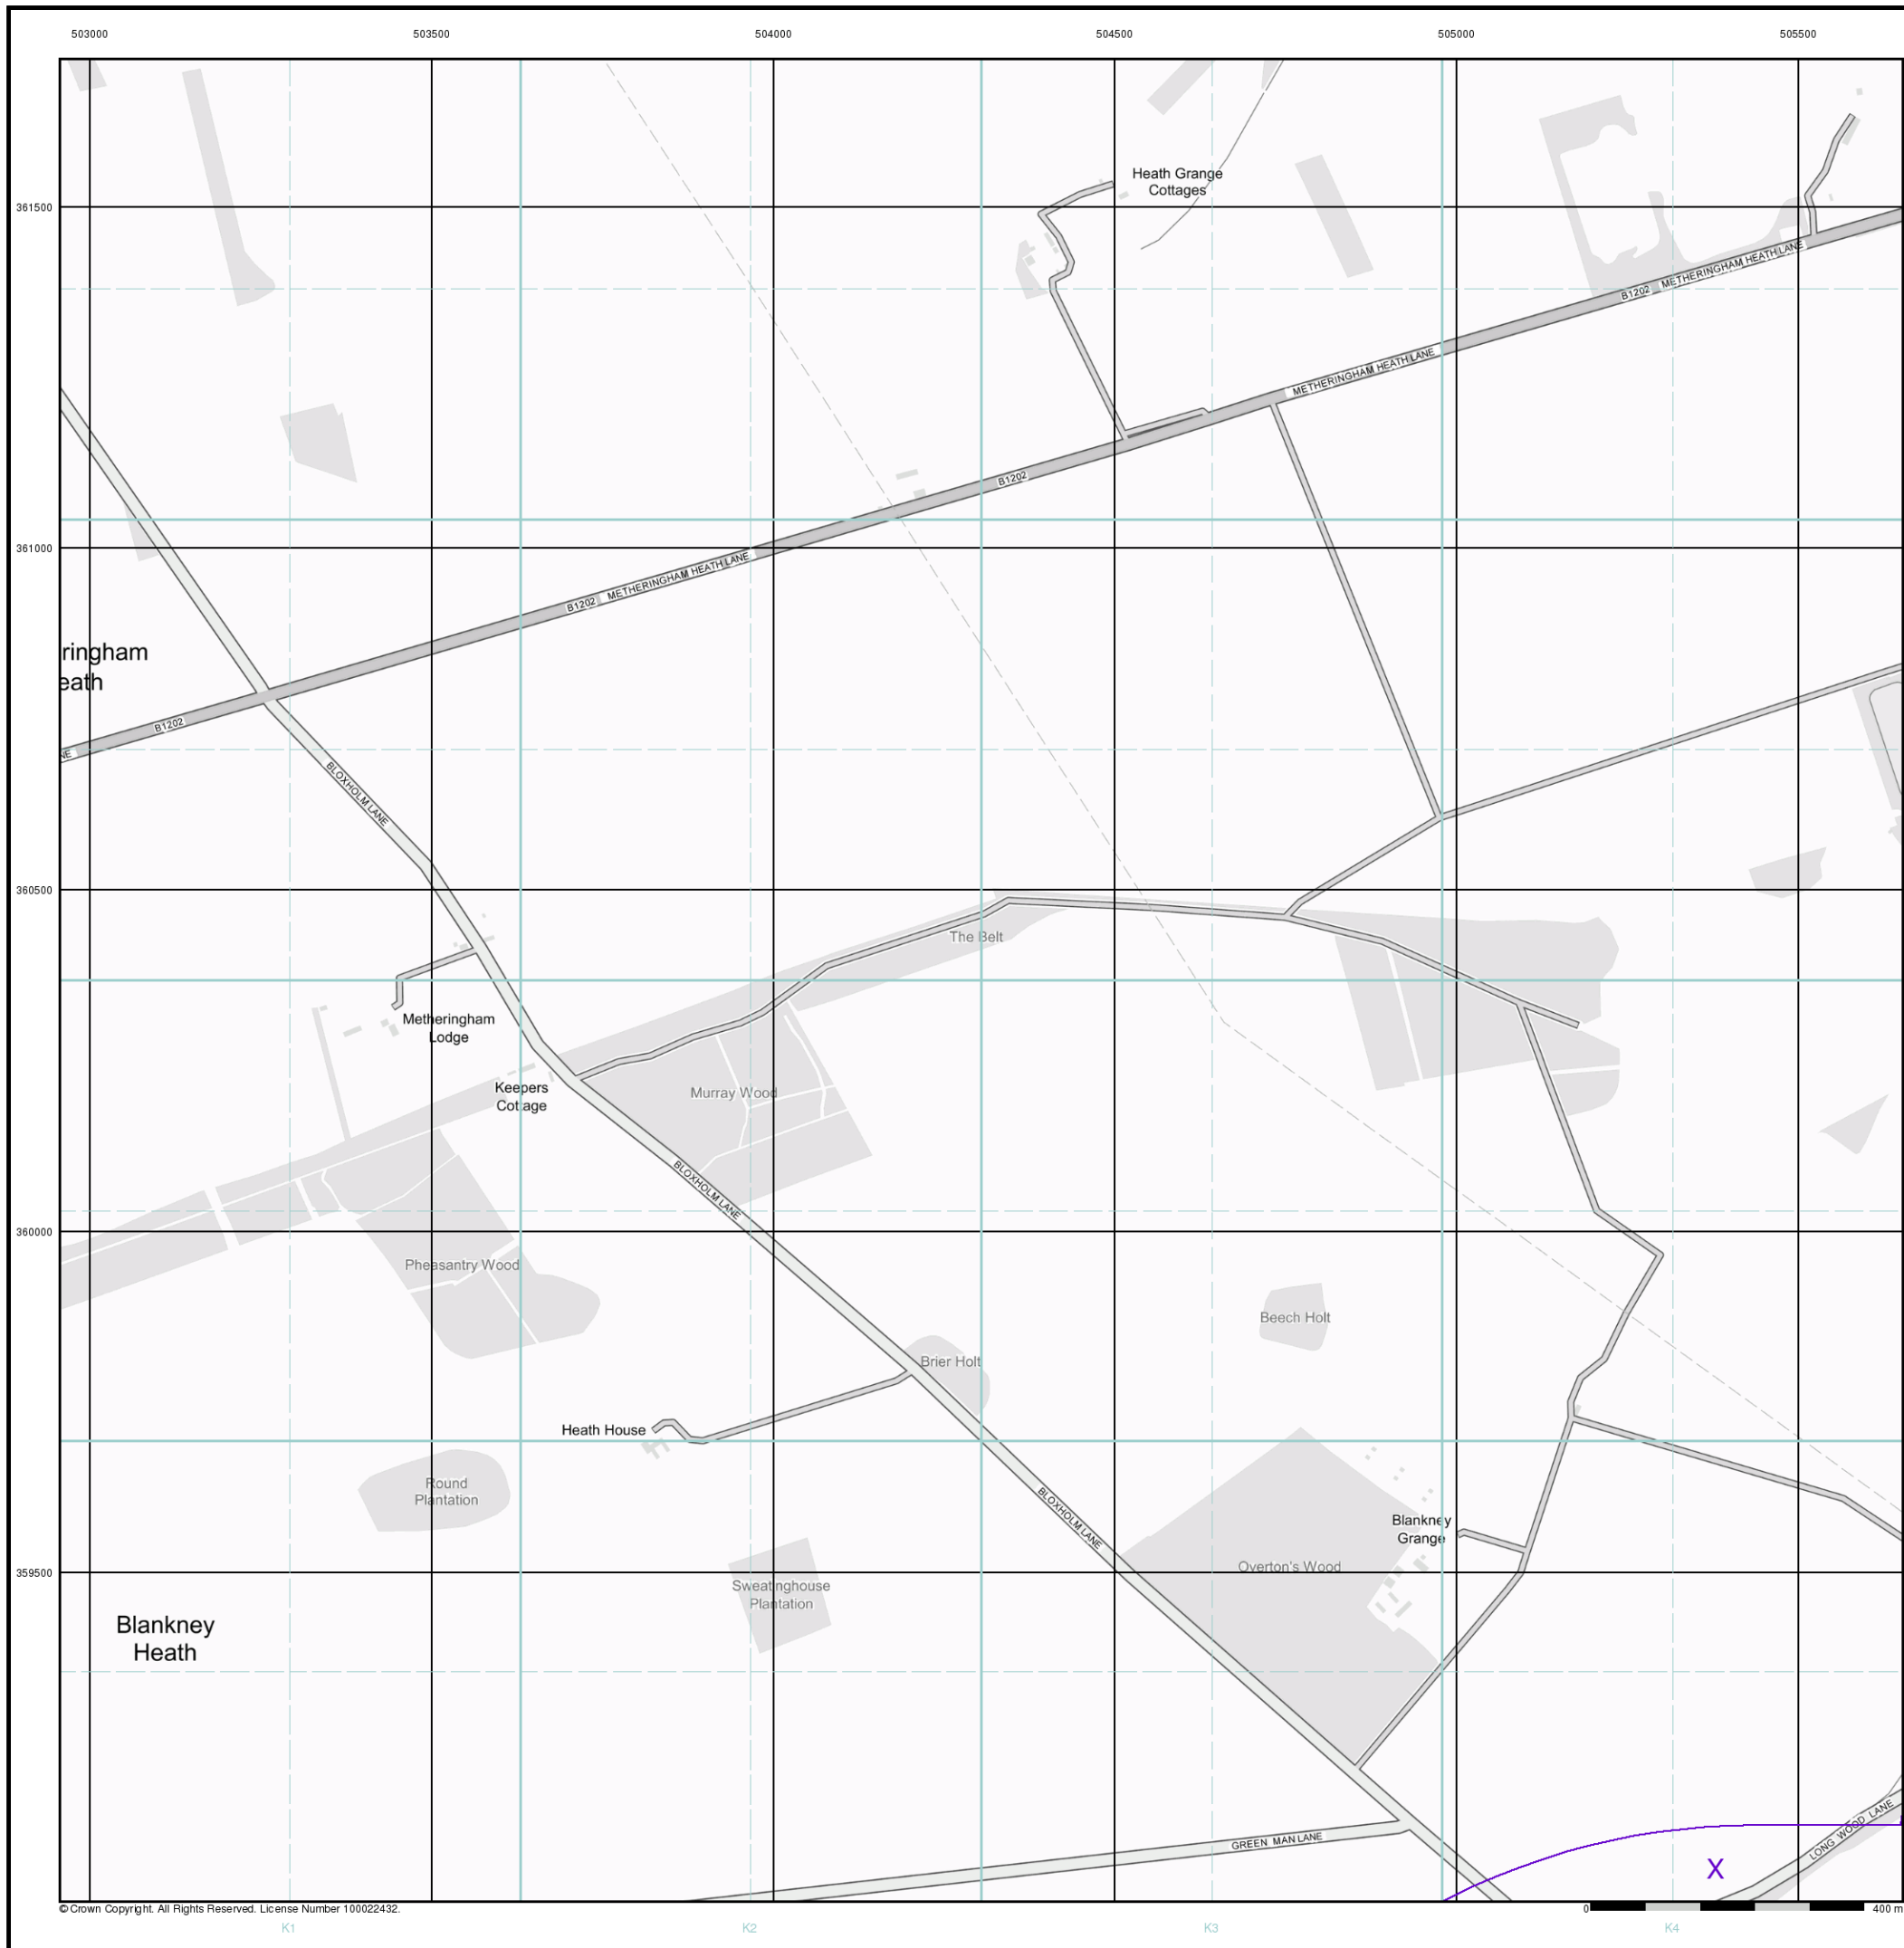 503000 503500 504000 504500 505000 505500
Heath Grange
Cottages
361500
METHERINGHAM HEATH LANE
B1202
METHERINGHAM HEATH LANE
B1202
361000
METHERINGHAM HEATH LANE
B1202
ringham
eath
B1202
NE
BLOXHOLM LANE
360500
The Belt
Metheringham
Lodge
Keepers
Cottage
Murray Wood
BLOXHOLM LANE
360000
Pheasantry Wood
Beech Holt
Brier Holt
Heath House
Round
Plantation
BLOXHOLM LANE
Blankney
Grange
Overton's Wood
359500
Sweatinghouse
Plantation
Blankney
Heath
LONG WOOD LANE
GREEN MAN LANE
X
© Crown Copyright. All Rights Reserved. License Number 100022432.
0 400 m
K1 K2 K3 K4